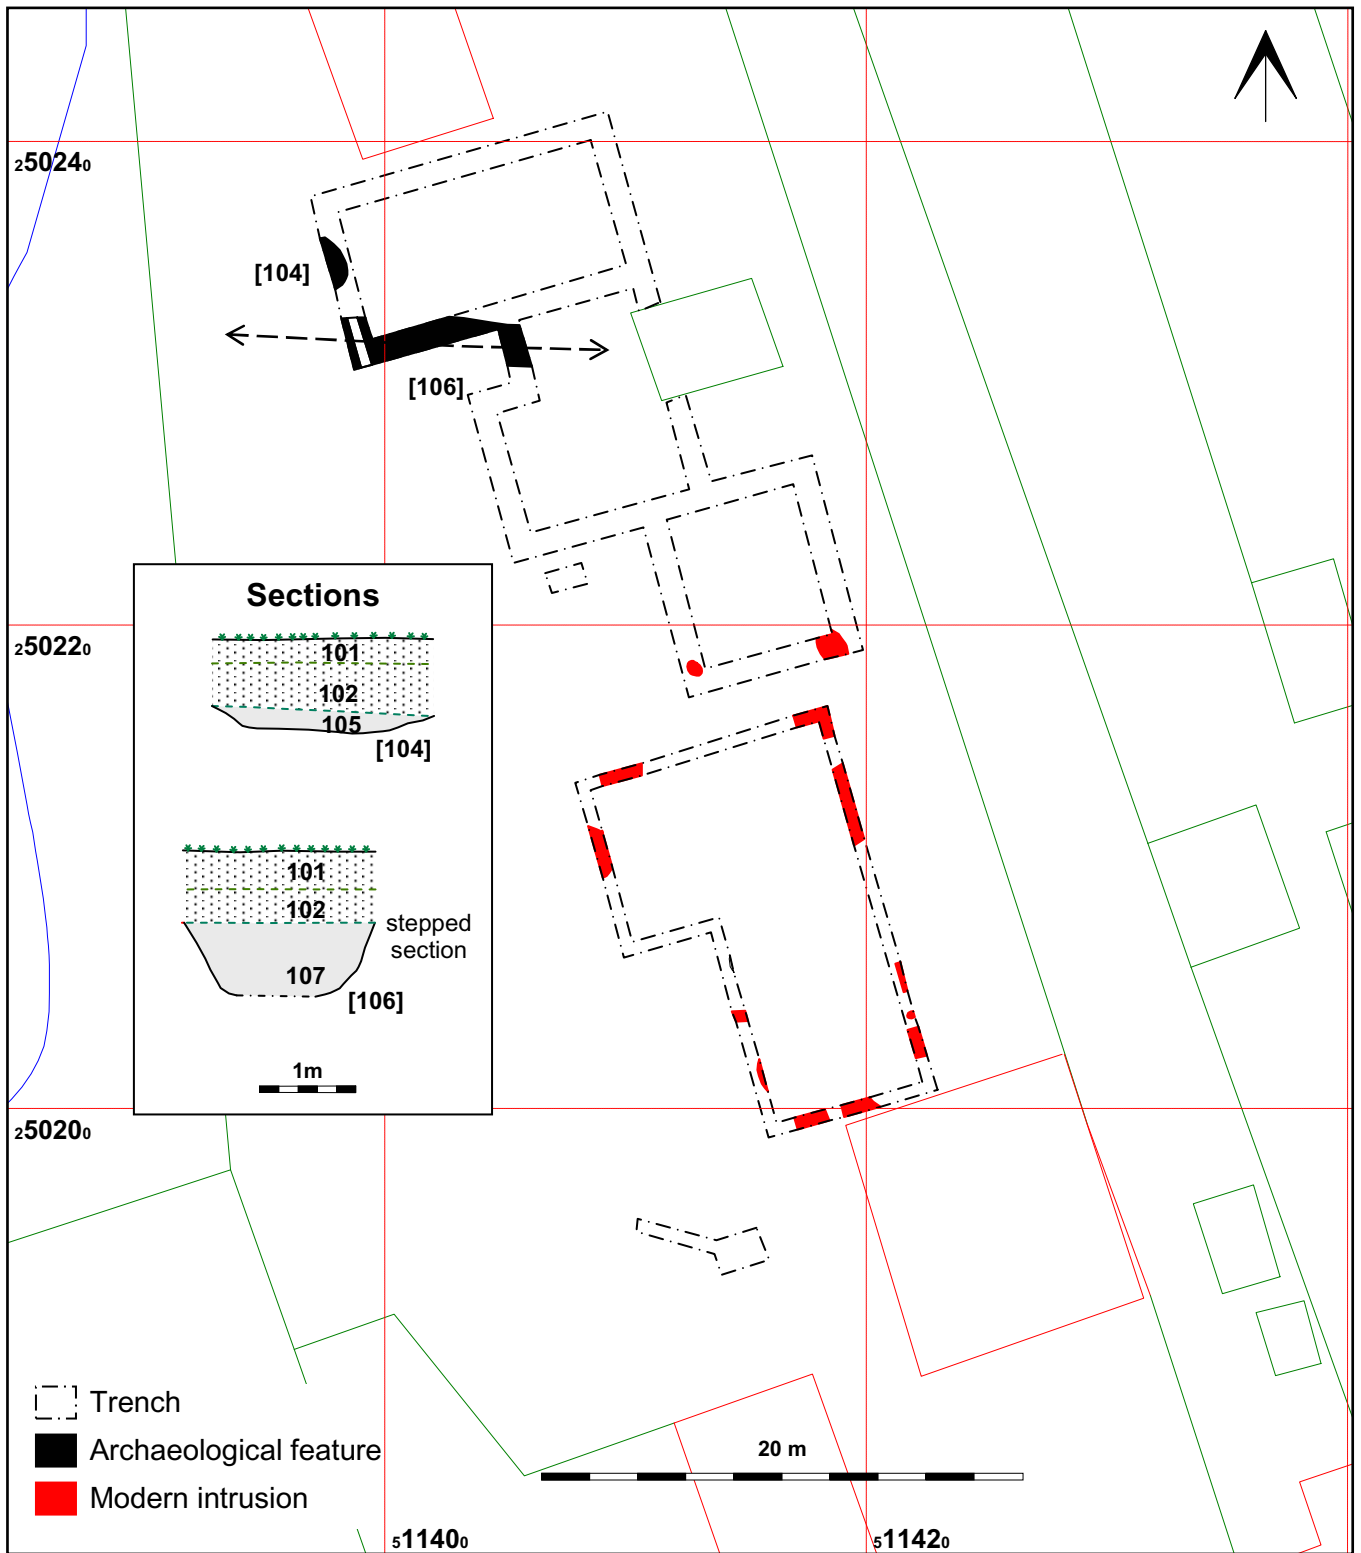 250240
[104]
[106]
Sections
101
102
105
[104]
250220
101
102
stepped
section
107
[106]
1m
250200
Trench
Archaeological feature
Modern intrusion
20 m
511400
511420